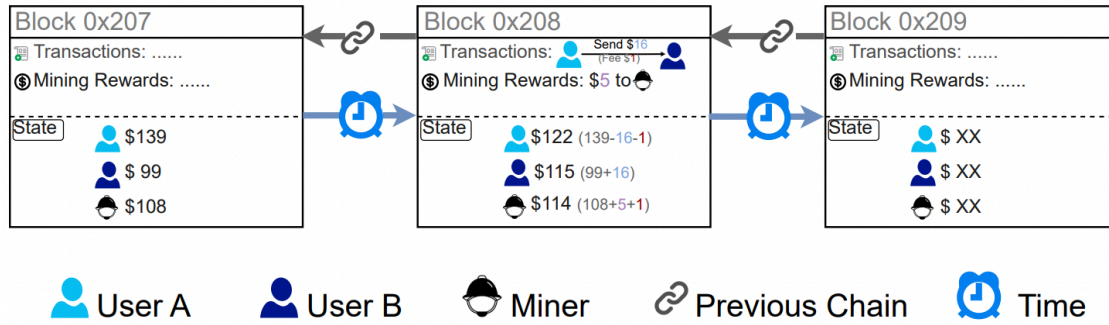 Block 0x207
Transactions: ......
Mining Rewards: ......
State
$139
$ 99
$108
Block 0x208
Transactions:
Send $16
(Fee $1)
Mining Rewards: $5 to
State
$122 (139-16-1)
$115 (99+16)
$114 (108+5+1)
Block 0x209
Transactions: ......
Mining Rewards: ......
State
$ XX
$ XX
$ XX
User A
User B
Miner
Previous Chain
Time